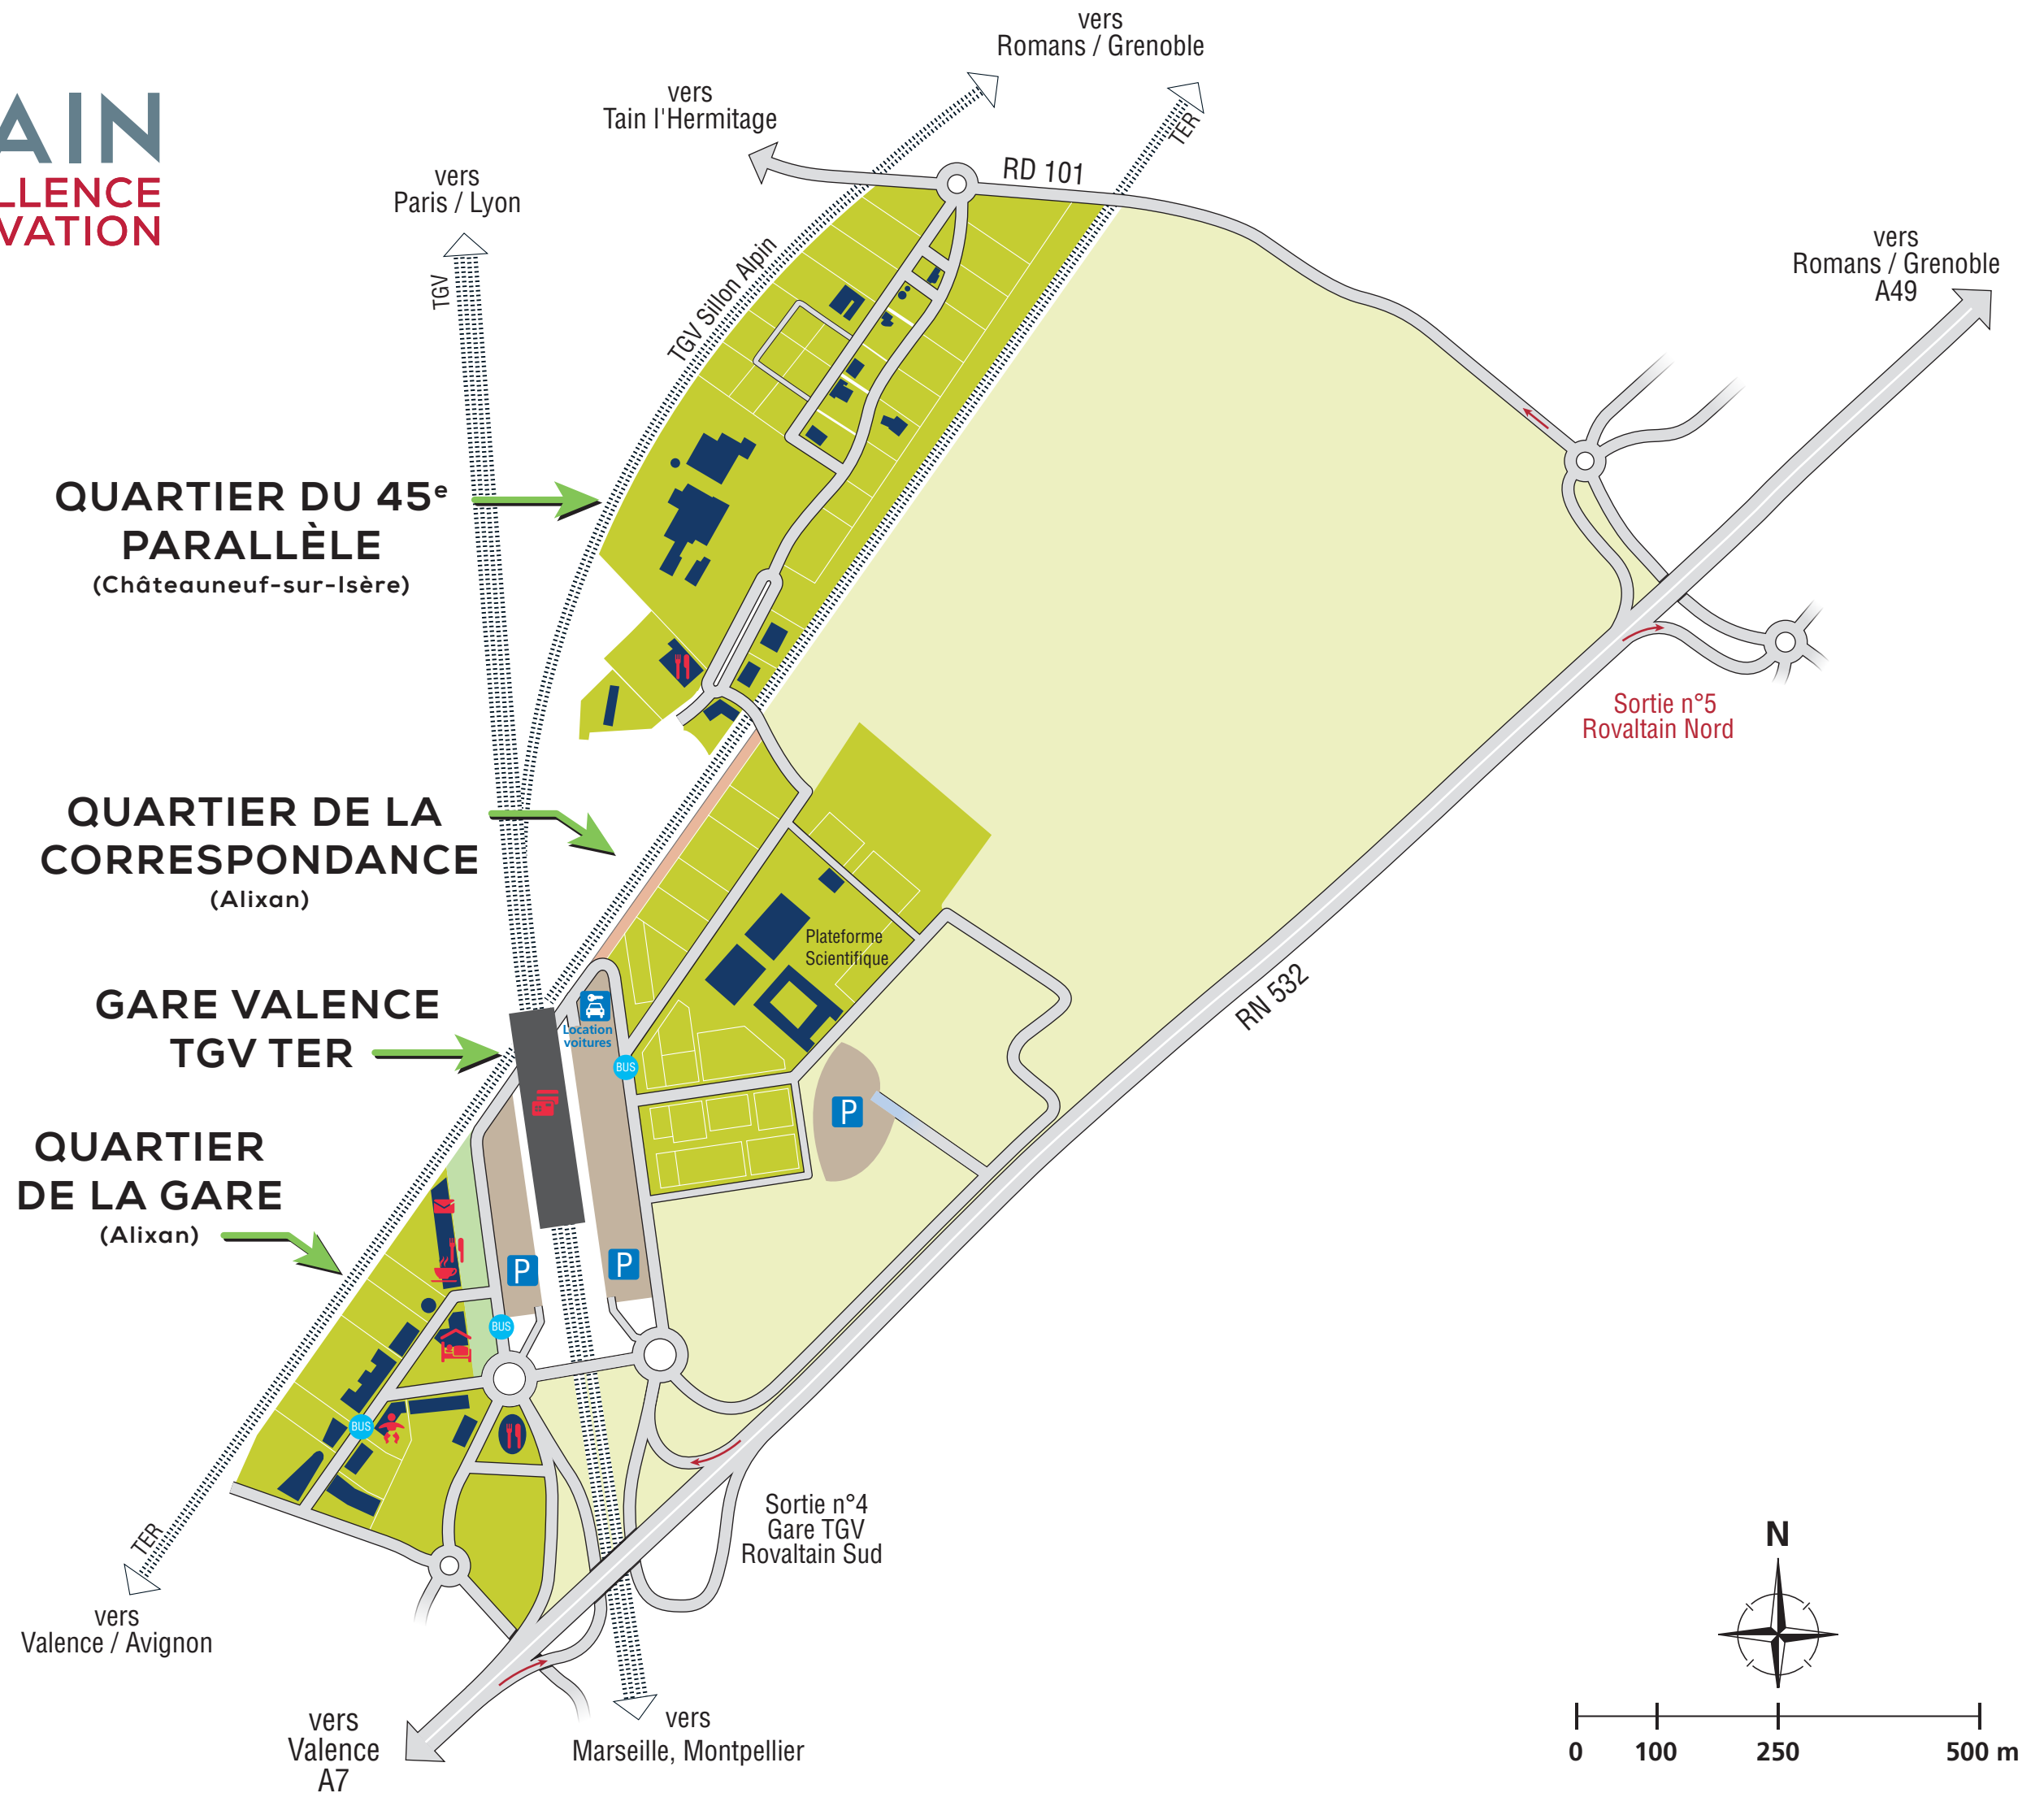 AIN
LLENCE
VATION
vers
Romans / Grenoble
vers
Tain l'Hermitage
TER
RD 101
vers
Paris / Lyon
TGV
TGV Sillon Alpin
vers
Romans / Grenoble
A49
QUARTIER DU 45e
PARALLÈLE
(Châteauneuf-sur-Isère)
Sortie n°5
Rovaltain Nord
QUARTIER DE LA
CORRESPONDANCE
(Alixan)
Plateforme
Scientifique
RN 532
GARE VALENCE
TGV TER
Location
voitures
BUS
P
QUARTIER
DE LA GARE
(Alixan)
P
P
BUS
BUS
Sortie n°4
Gare TGV
Rovaltain Sud
TER
vers
Valence / Avignon
vers
Valence
A7
vers
Marseille, Montpellier
N
0 100 250 500 m